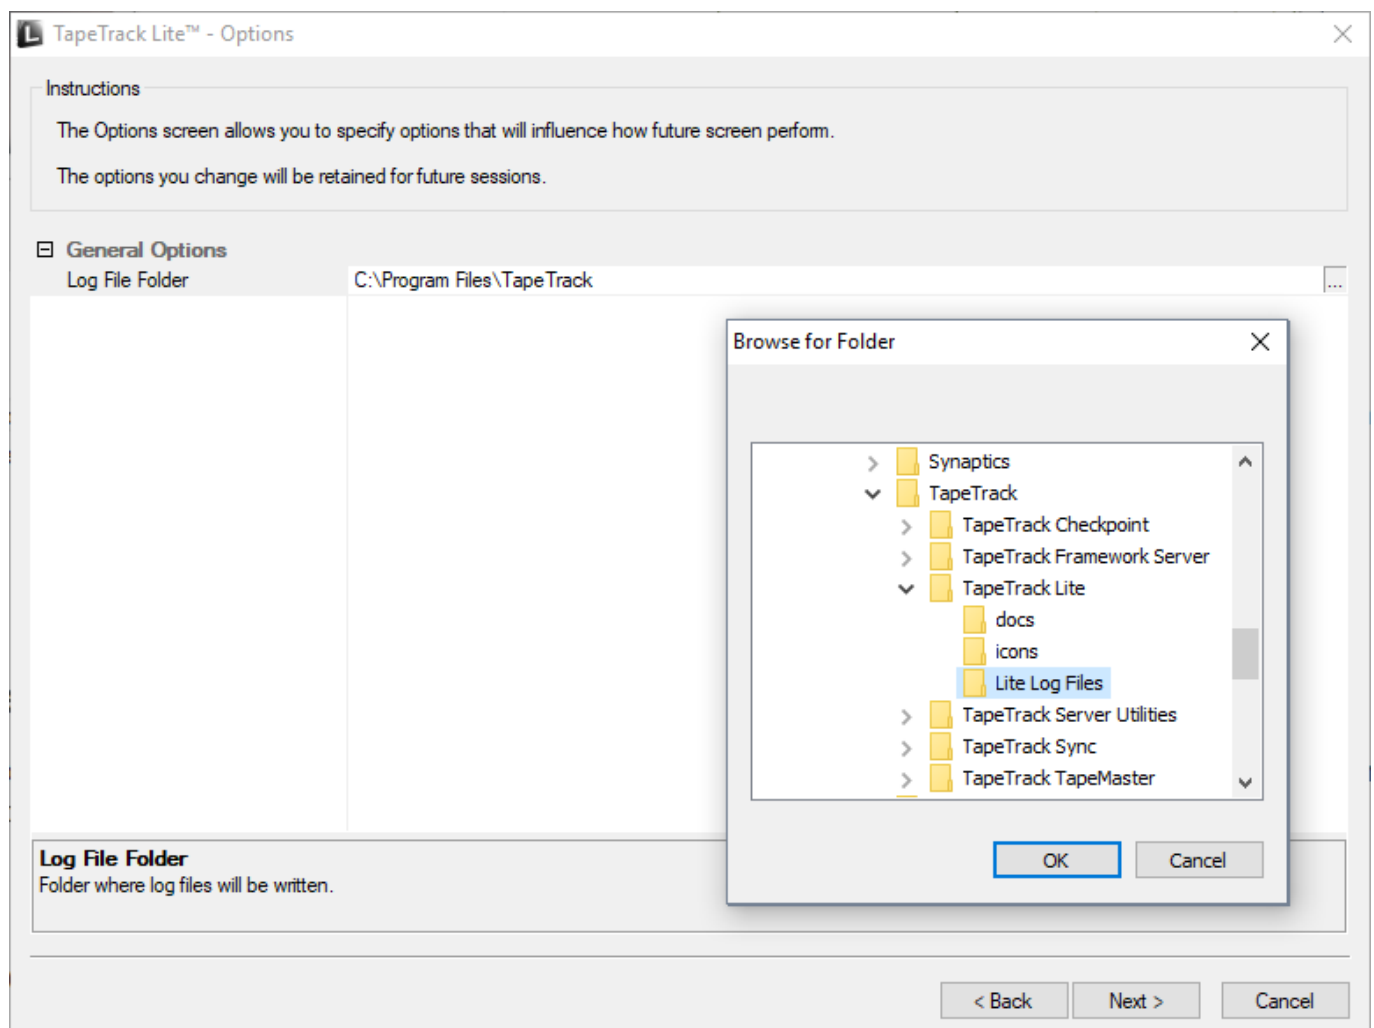 TapeTrack Lite™ - Options
Instructions
The Options screen allows you to specify options that will influence how future screen perform.
The options you change will be retained for future sessions.
General Options
Log File Folder C:\Program Files\TapeTrack ...
Browse for Folder
Synaptics
TapeTrack
TapeTrack Checkpoint
TapeTrack Framework Server
TapeTrack Lite
docs
icons
Lite Log Files
TapeTrack Server Utilities
TapeTrack Sync
TapeTrack TapeMaster
OK Cancel
Log File Folder
Folder where log files will be written.
< Back Next > Cancel